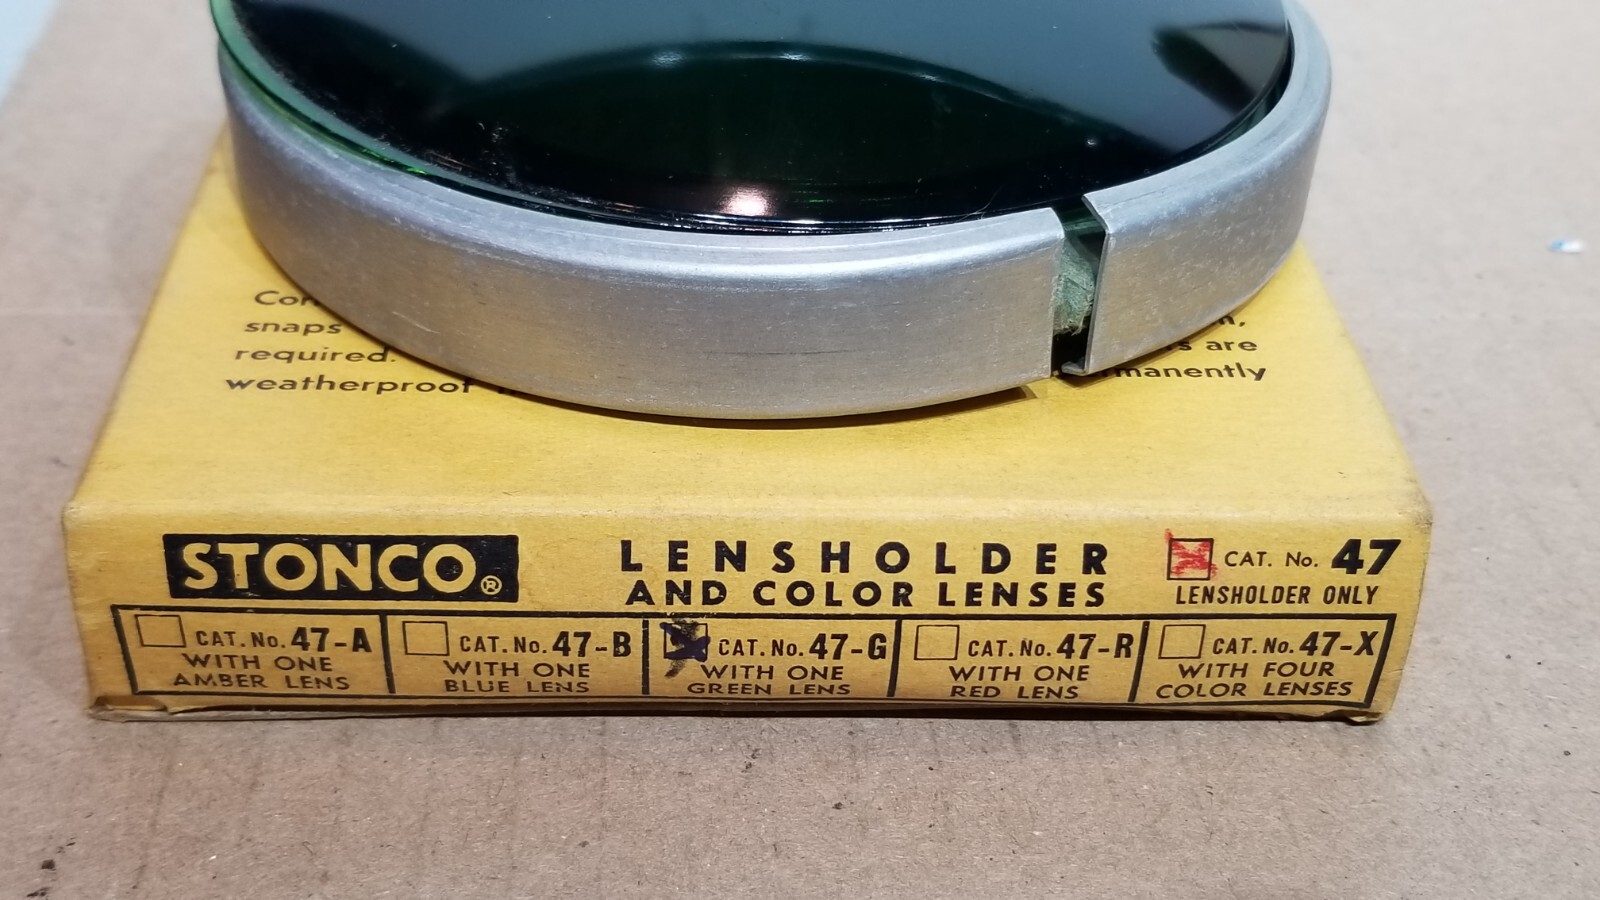 Con
snaps
required. s are
weatherproof manently
STONCO®
LENSHOLDER
AND COLOR LENSES
CAT. No. 47
LENSHOLDER ONLY
CAT. No. 47-A
WITH ONE
AMBER LENS
CAT. No. 47-B
WITH ONE
BLUE LENS
CAT. No. 47-G
WITH ONE
GREEN LENS
CAT. No. 47-R
WITH ONE
RED LENS
CAT. No. 47-X
WITH FOUR
COLOR LENSES